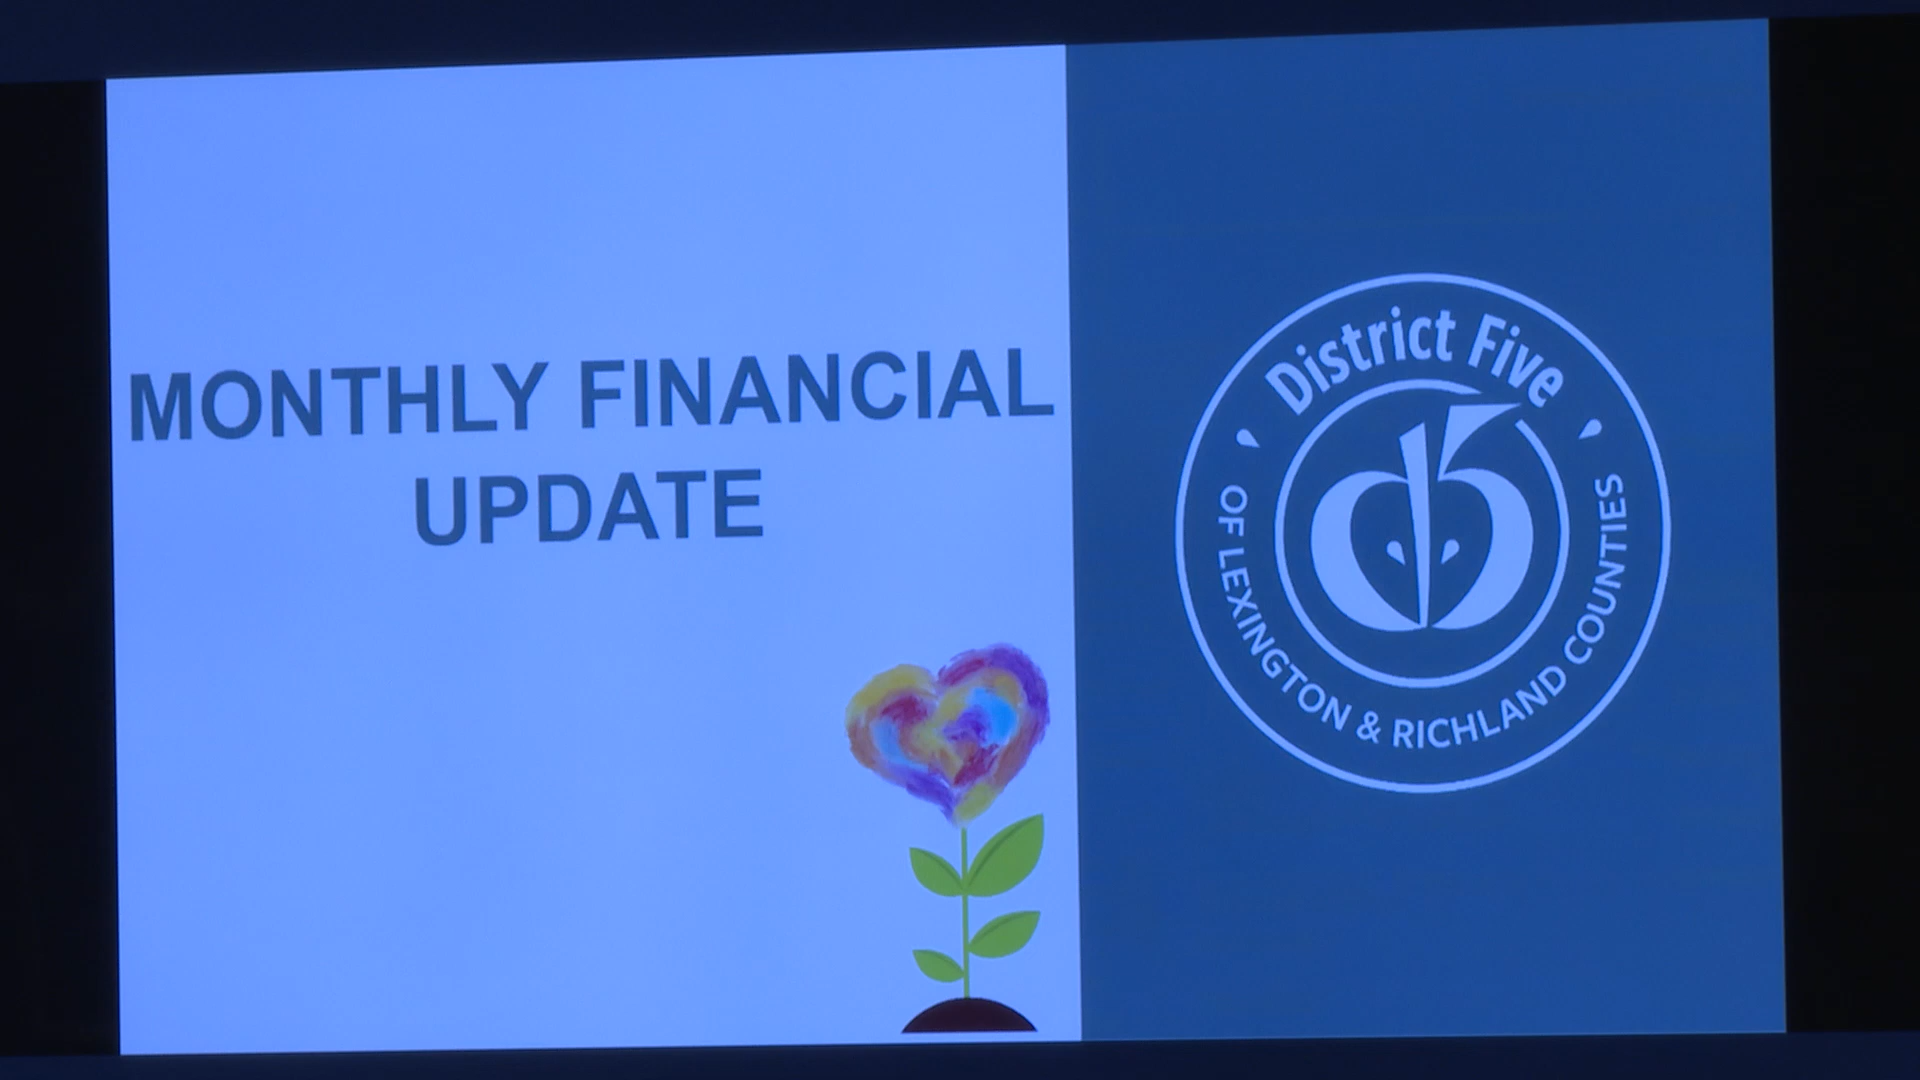 MONTHLY FINANCIAL
UPDATE
District Five
OF LEXINGTON & RICHLAND COUNTIES